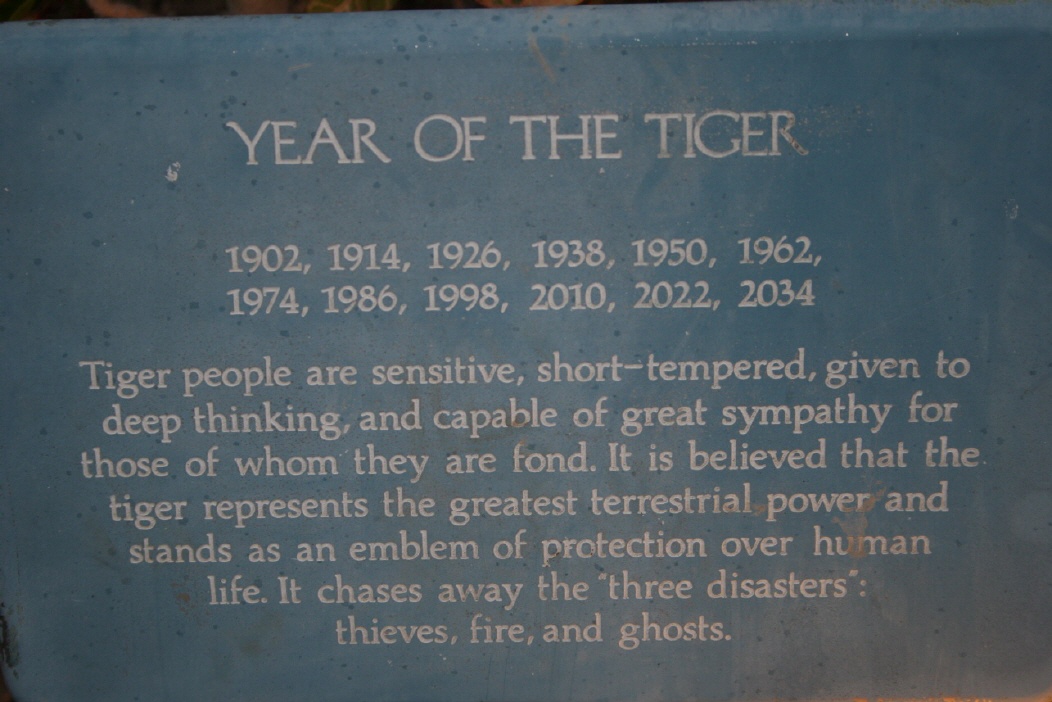 YEAR OF THE TIGER
1902, 1914, 1926, 1938, 1950, 1962,
1974, 1986, 1998, 2010, 2022, 2034
Tiger people are sensitive, short-tempered, given to
deep thinking, and capable of great sympathy for
those of whom they are fond. It is believed that the
tiger represents the greatest terrestrial power and
stands as an emblem of protection over human
life. It chases away the "three disasters":
thieves, fire, and ghosts.